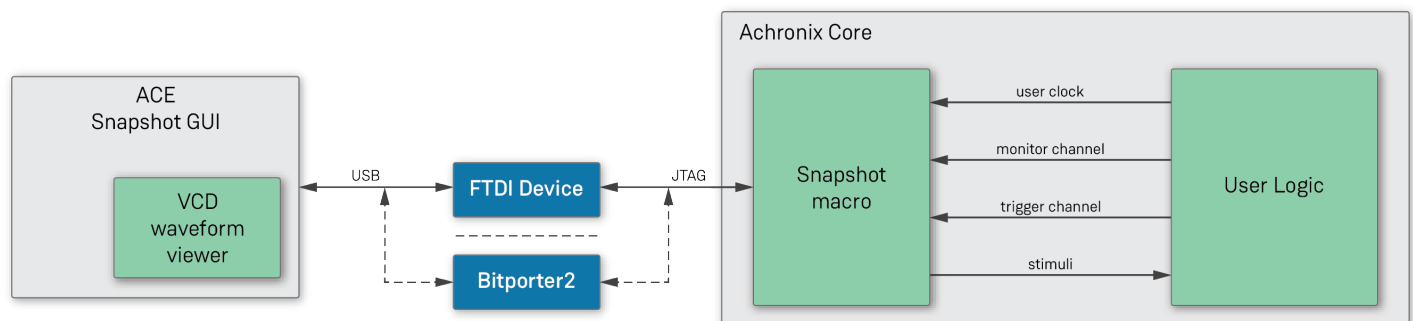 ACE
Snapshot GUI
VCD
waveform
viewer
USB
FTDI Device
Bitporter2
JTAG
Achronix Core
Snapshot
macro
user clock
monitor channel
trigger channel
stimuli
User Logic